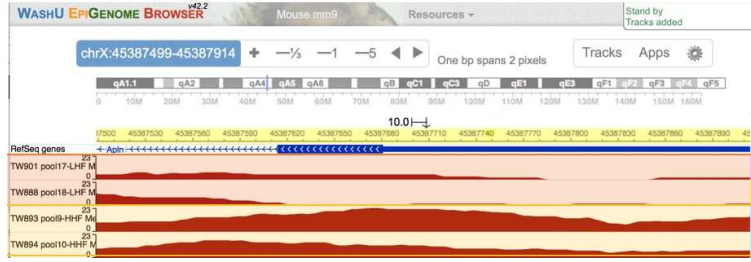 WASHU EPIGENOME BROWSER v42.2 Mouse mm9 Resources Stand by
Tracks added
chrX:45387499-45387914 + —⅓ —1 —5 One bp spans 2 pixels Tracks Apps
qA1.1 qA2 qA4 qA5 qA6 qB qC1 qC3 qD qE1 qE3 qF1 qF2 qF3 qF4 qF5
0 10M 20M 30M 40M 50M 60M 70M 80M 90M 100M 110M 120M 130M 140M 150M 160M
10.0
7500 45387530 45387560 45387590 45387620 45387650 45387680 45387710 45387740 45387770 45387800 45387830 45387860 45387890 45
RefSeq genes Apln
TW901 pool17-LHF M 23 0
TW888 pool18-LHF M 23 0
TW893 pool9-HHF Me 23 0
TW894 pool10-HHF M 23 0